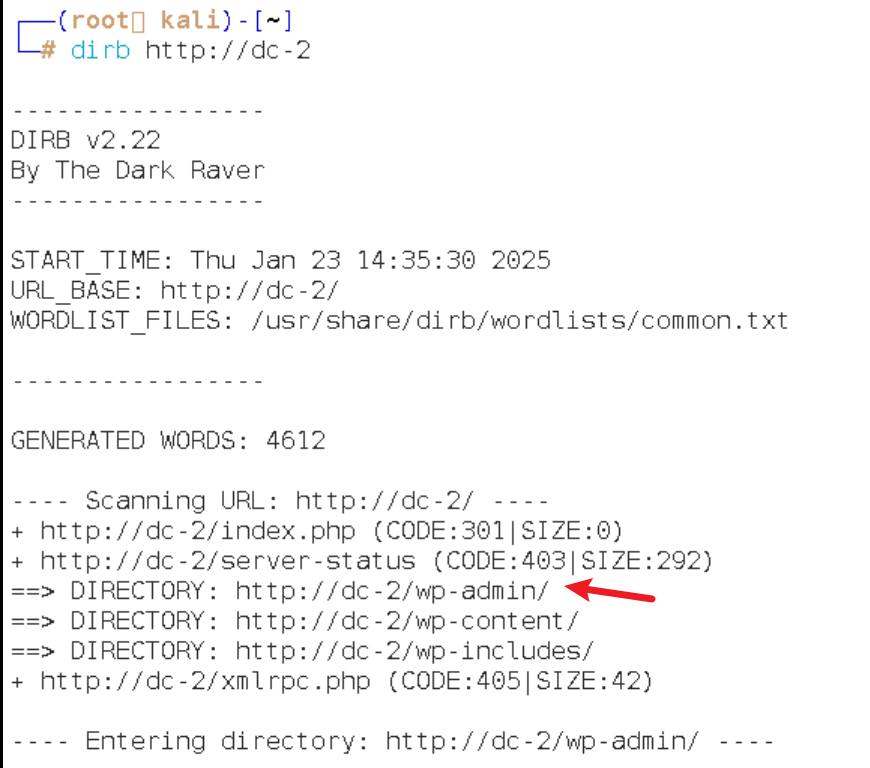 ┌──(root▯ kali)-[~]
└─# dirb http://dc-2
-----------------
DIRB v2.22
By The Dark Raver
-----------------
START_TIME: Thu Jan 23 14:35:30 2025
URL_BASE: http://dc-2/
WORDLIST_FILES: /usr/share/dirb/wordlists/common.txt
-----------------
GENERATED WORDS: 4612
---- Scanning URL: http://dc-2/ ----
+ http://dc-2/index.php (CODE:301|SIZE:0)
+ http://dc-2/server-status (CODE:403|SIZE:292)
==> DIRECTORY: http://dc-2/wp-admin/
==> DIRECTORY: http://dc-2/wp-content/
==> DIRECTORY: http://dc-2/wp-includes/
+ http://dc-2/xmlrpc.php (CODE:405|SIZE:42)
---- Entering directory: http://dc-2/wp-admin/ ----